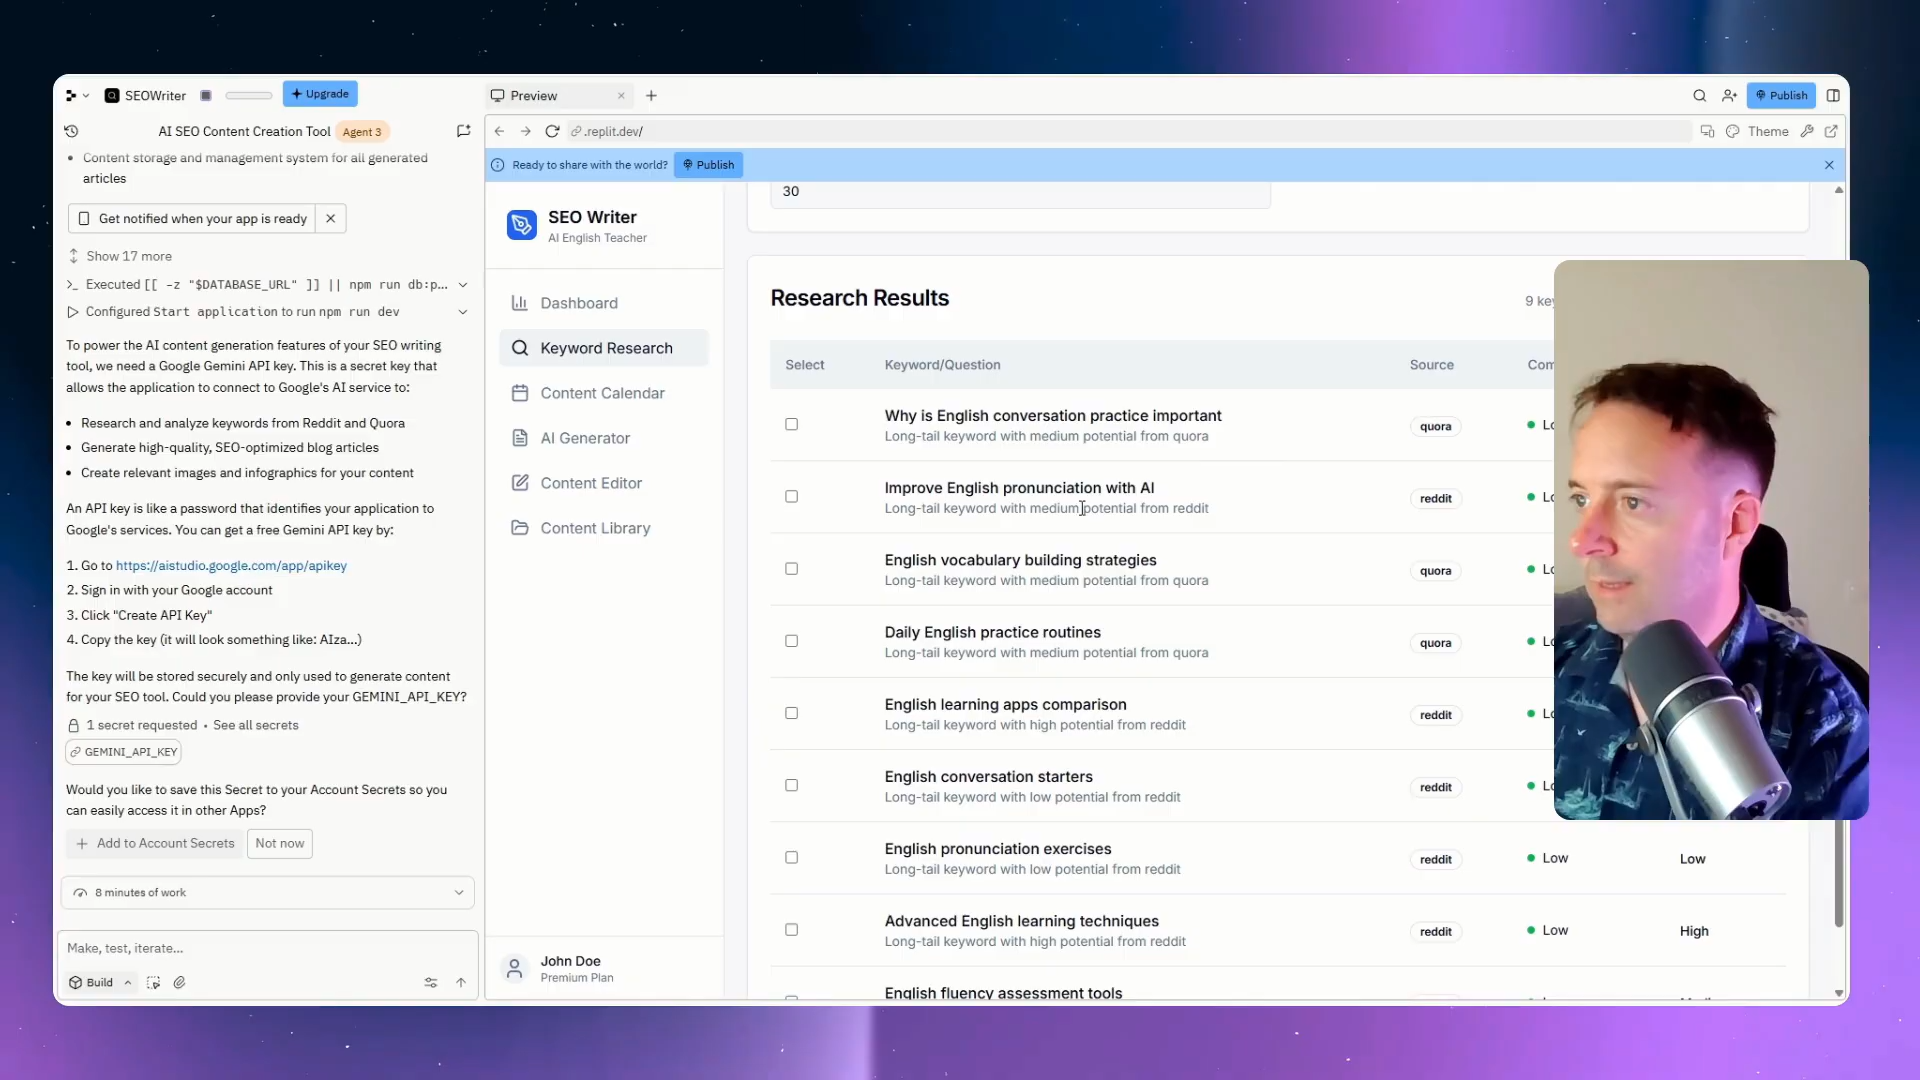 SEOWriter
Upgrade
Preview
Publish
AI SEO Content Creation Tool Agent 3
.replit.dev/
Theme
Ready to share with the world? Publish
Content storage and management system for all generated
articles
Get notified when your app is ready
Show 17 more
Executed [[ -z "$DATABASE_URL" ]] || npm run db:p...
Configured Start application to run npm run dev
To power the AI content generation features of your SEO writing
tool, we need a Google Gemini API key. This is a secret key that
allows the application to connect to Google's AI service to:
Research and analyze keywords from Reddit and Quora
Generate high-quality, SEO-optimized blog articles
Create relevant images and infographics for your content
An API key is like a password that identifies your application to
Google's services. You can get a free Gemini API key by:
1. Go to https://aistudio.google.com/app/apikey
2. Sign in with your Google account
3. Click "Create API Key"
4. Copy the key (it will look something like: AIza...)
The key will be stored securely and only used to generate content
for your SEO tool. Could you please provide your GEMINI_API_KEY?
1 secret requested • See all secrets
GEMINI_API_KEY
Would you like to save this Secret to your Account Secrets so you
can easily access it in other Apps?
Add to Account Secrets
Not now
8 minutes of work
Make, test, iterate...
Build
SEO Writer
AI English Teacher
Dashboard
Keyword Research
Content Calendar
AI Generator
Content Editor
Content Library
John Doe
Premium Plan
30
Research Results
9
Select Keyword/Question Source
Why is English conversation practice important
Long-tail keyword with medium potential from quora
quora
Improve English pronunciation with AI
Long-tail keyword with medium potential from reddit
reddit
English vocabulary building strategies
Long-tail keyword with medium potential from quora
quora
Daily English practice routines
Long-tail keyword with medium potential from quora
quora
English learning apps comparison
Long-tail keyword with high potential from reddit
reddit
English conversation starters
Long-tail keyword with low potential from reddit
reddit
English pronunciation exercises
Long-tail keyword with low potential from reddit
reddit Low Low
Advanced English learning techniques
Long-tail keyword with high potential from reddit
reddit Low High
English fluency assessment tools